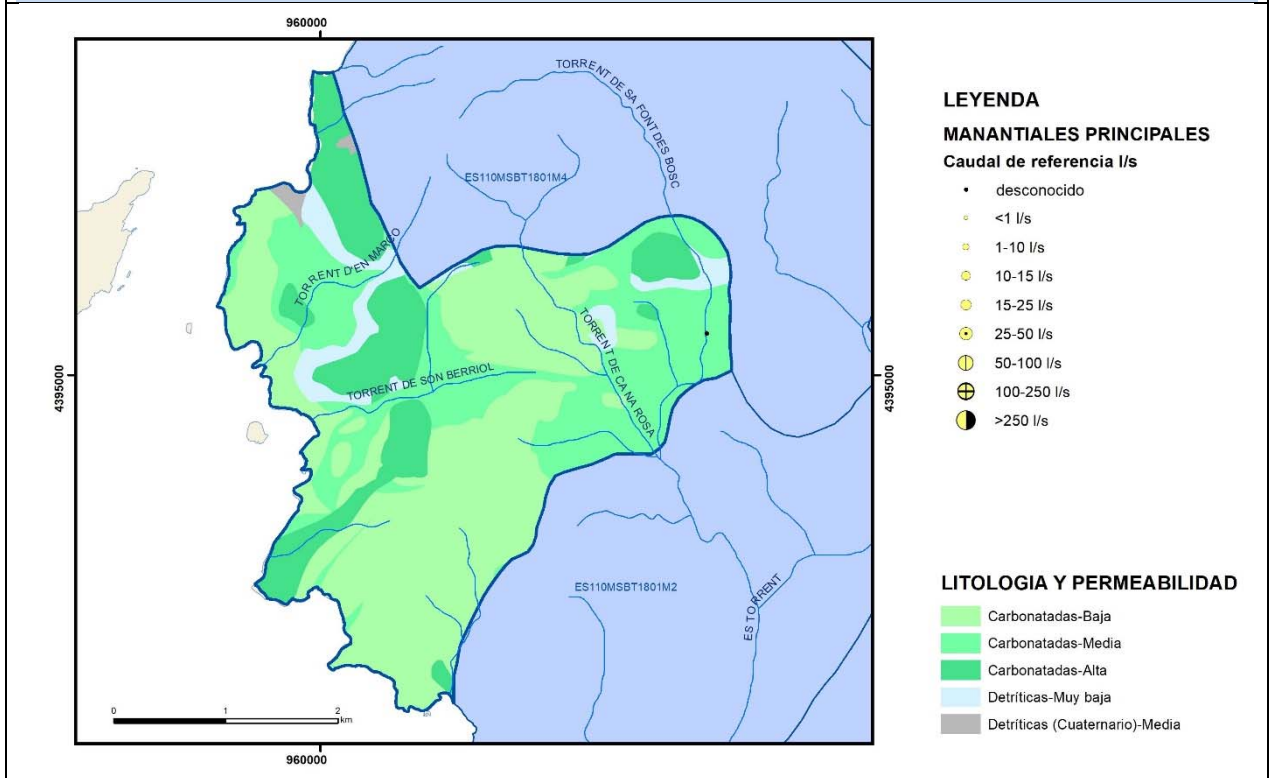 960000
TORRENT DE SA FONT DES BOSC
ES110MSBT1801M4
TORRENT D'EN MARÇO
TORRENT DE CA NA ROSA
TORRENT DE SON BERRIOL
4395000
4395000
ES110MSBT1801M2
ES TORRENT
0 1 2
km
960000
LEYENDA
MANANTIALES PRINCIPALES
Caudal de referencia l/s
desconocido
<1 l/s
1-10 l/s
10-15 l/s
15-25 l/s
25-50 l/s
50-100 l/s
100-250 l/s
>250 l/s
LITOLOGIA Y PERMEABILIDAD
Carbonatadas-Baja
Carbonatadas-Media
Carbonatadas-Alta
Detríticas-Muy baja
Detríticas (Cuaternario)-Media